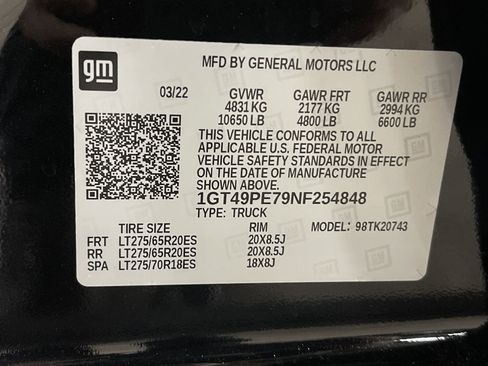 gm
MFD BY GENERAL MOTORS LLC
03/22 GVWR GAWR FRT GAWR RR
4831 KG 2177 KG 2994 KG
10650 LB 4800 LB 6600 LB
THIS VEHICLE CONFORMS TO ALL
APPLICABLE U.S. FEDERAL MOTOR
VEHICLE SAFETY STANDARDS IN EFFECT
ON THE DATE OF MANUFACTURE
SHOWN ABOVE.
1GT49PE79NF254848
TYPE: TRUCK
TIRE SIZE RIM MODEL: 98TK20743
FRT LT275/65R20ES 20X8.5J
RR LT275/65R20ES 20X8.5J
SPA LT275/70R18ES 18X8J